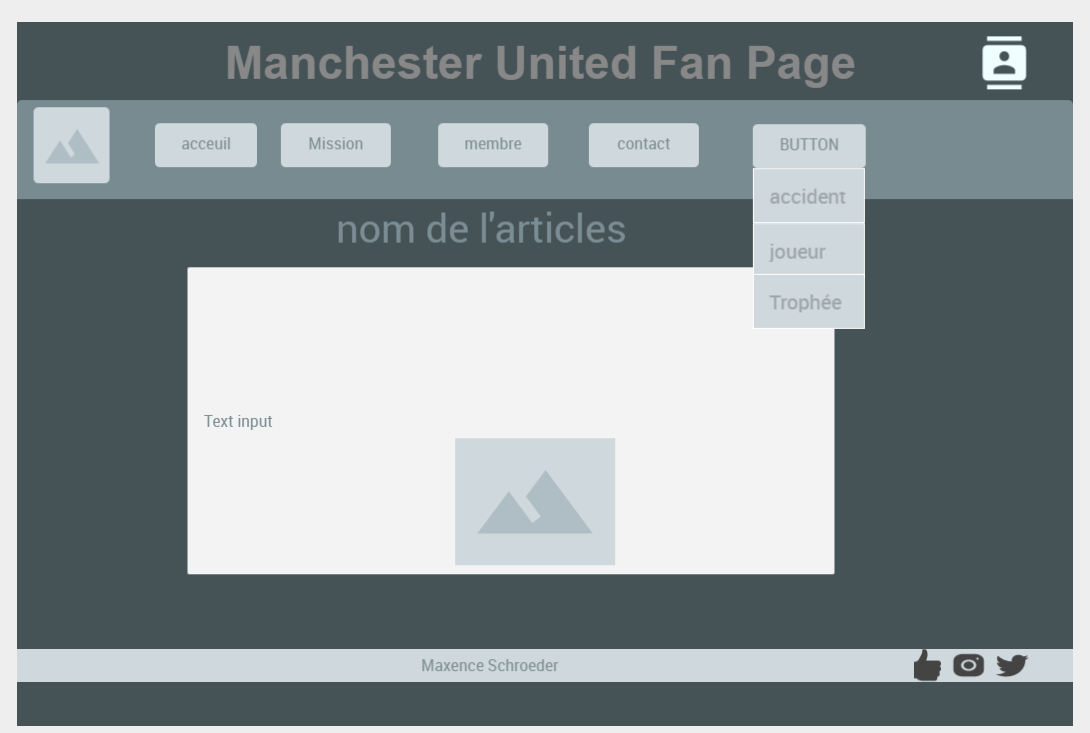 Manchester United Fan Page
acceuil
Mission
membre
contact
BUTTON
accident
joueur
Trophée
nom de l'articles
Text input
Maxence Schroeder